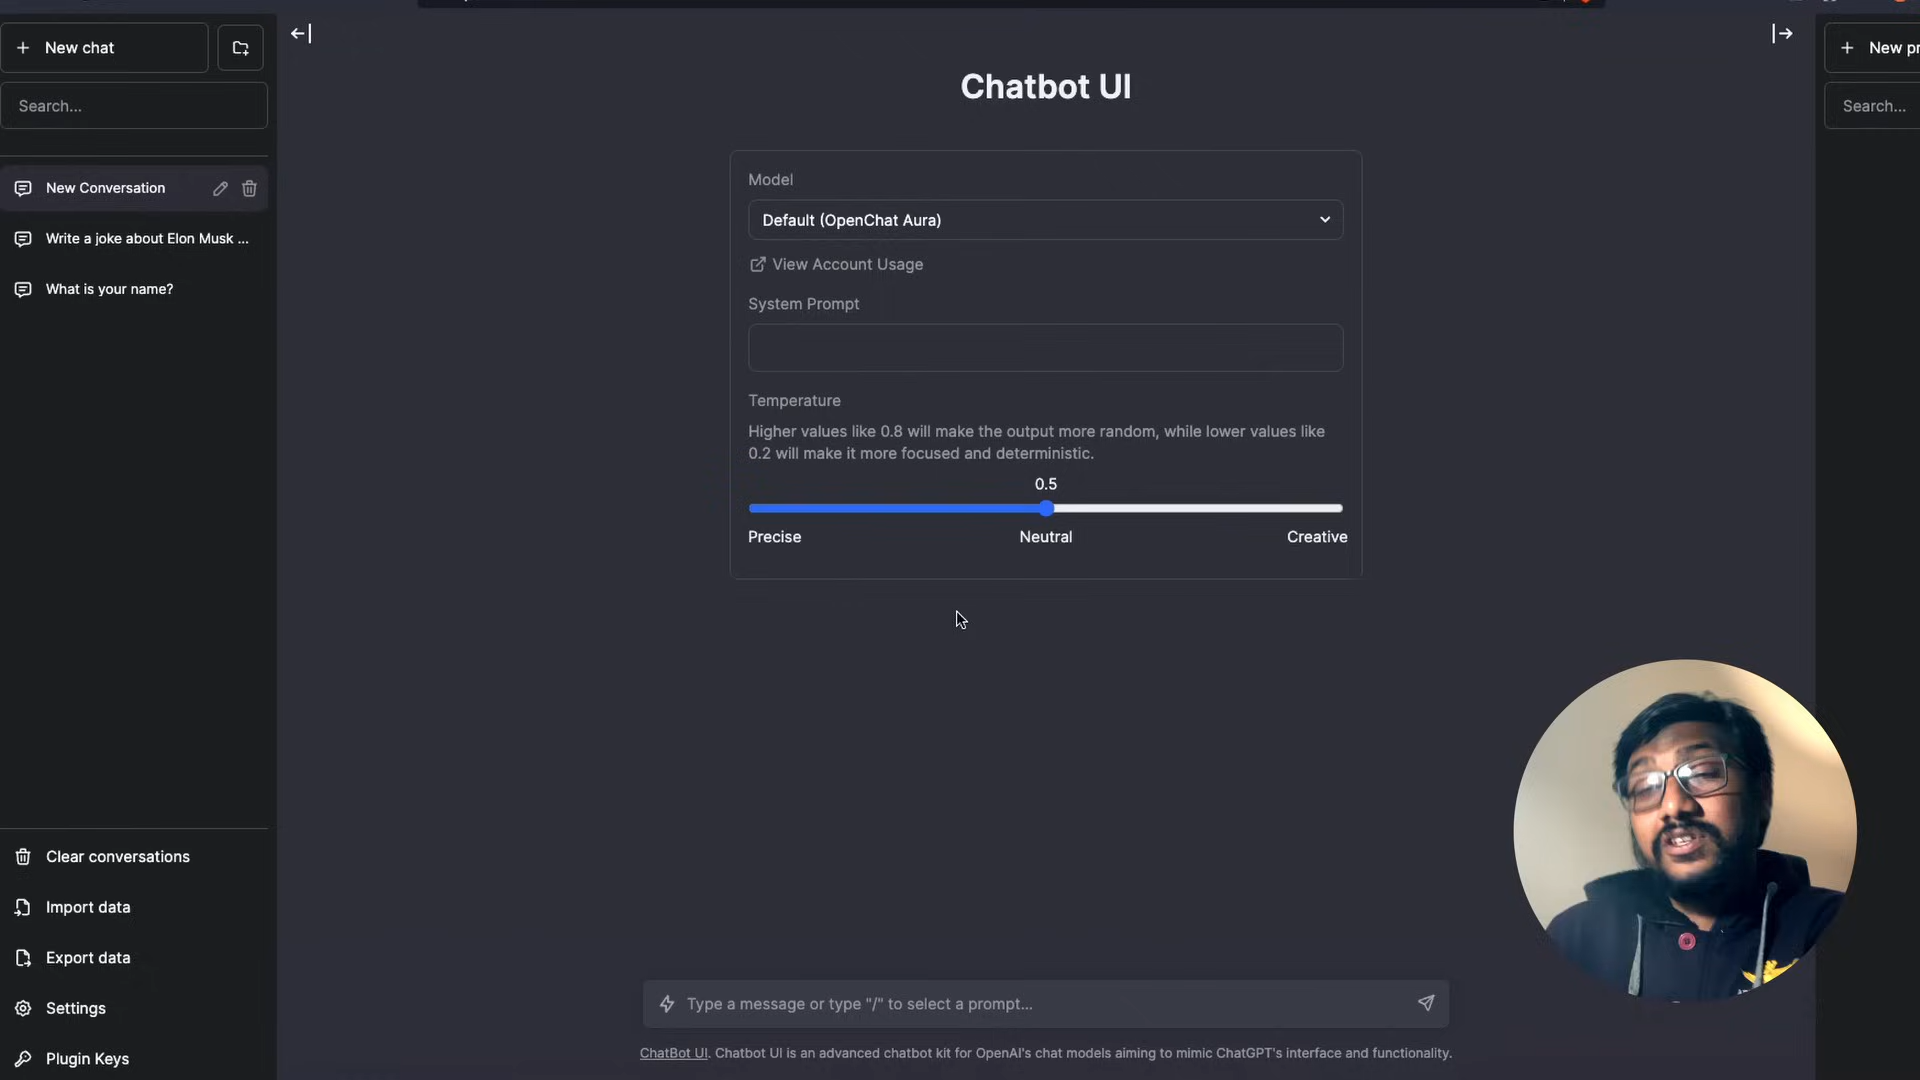 New chat
Search...
New Conversation
Write a joke about Elon Musk ...
What is your name?
Clear conversations
Import data
Export data
Settings
Plugin Keys
Chatbot UI
Model
Default (OpenChat Aura)
View Account Usage
System Prompt
Temperature
Higher values like 0.8 will make the output more random, while lower values like
0.2 will make it more focused and deterministic.
0.5
Precise Neutral Creative
Type a message or type "/" to select a prompt...
ChatBot UI. Chatbot UI is an advanced chatbot kit for OpenAI's chat models aiming to mimic ChatGPT's interface and functionality.
New pr
Search...